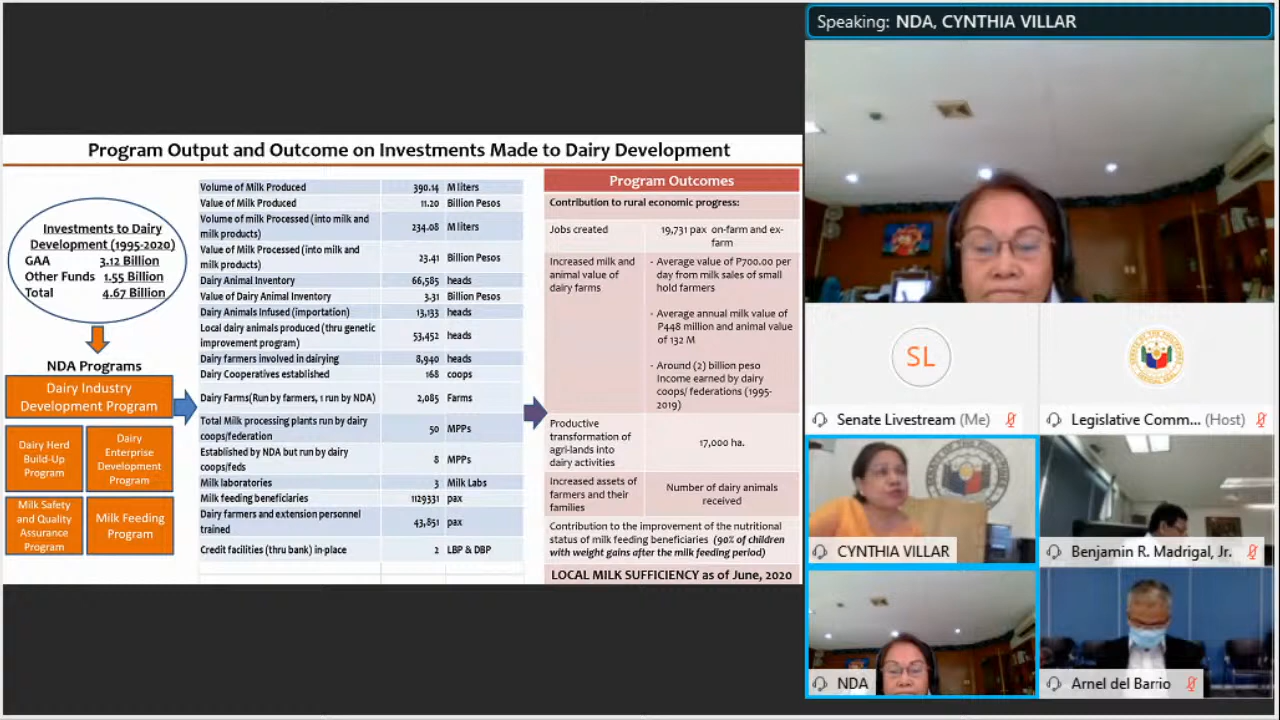 Speaking: NDA, CYNTHIA VILLAR
Program Output and Outcome on Investments Made to Dairy Development
Investments to Dairy
Development (1995-2020)
GAA 3.12 Billion
Other Funds 1.55 Billion
Total 4.67 Billion
NDA Programs
Dairy Industry
Development Program
Dairy Herd
Build-Up
Program
Dairy
Enterprise
Development
Program
Milk Safety
and Quality
Assurance
Program
Milk Feeding
Program
Volume of Milk Produced 390.14 M liters
Value of Milk Produced 11.20 Billion Pesos
Volume of milk Processed (into milk and
milk products) 234.08 M liters
Value of Milk Processed (into milk and
milk products) 23.41 Billion Pesos
Dairy Animal Inventory 66,585 heads
Value of Dairy Animal Inventory 3.31 Billion Pesos
Dairy Animals Infused (importation) 13,133 heads
Local dairy animals produced (thru genetic
improvement program) 53,452 heads
Dairy farmers involved in dairying 8,940 heads
Dairy Cooperatives established 168 coops
Dairy Farms(Run by farmers, 1 run by NDA) 2,085 Farms
Total Milk processing plants run by dairy
coops/federation 50 MPPs
Established by NDA but run by dairy
coops/feds 8 MPPs
Milk laboratories 3 Milk Labs
Milk feeding beneficiaries 1129331 pax
Dairy farmers and extension personnel
trained 43,851 pax
Credit facilities (thru bank) in-place 2 LBP & DBP
Program Outcomes
Contribution to rural economic progress:
Jobs created 19,731 pax on-farm and ex-
farm
Increased milk and
animal value of
dairy farms
- Average value of P700.00 per
day from milk sales of small
hold farmers
- Average annual milk value of
P448 million and animal value
of 132 M
- Around (2) billion peso
Income earned by dairy
coops/ federations (1995-
2019)
Productive
transformation of
agri-lands into
dairy activities
17,000 ha.
Increased assets of
farmers and their
families
Number of dairy animals
received
Contribution to the improvement of the nutritional
status of milk feeding beneficiaries (90% of children
with weight gains after the milk feeding period)
LOCAL MILK SUFFICIENCY as of June, 2020
SL
Senate Livestream (Me)
Legislative Comm... (Host)
CYNTHIA VILLAR
Benjamin R. Madrigal, Jr.
NDA
Arnel del Barrio